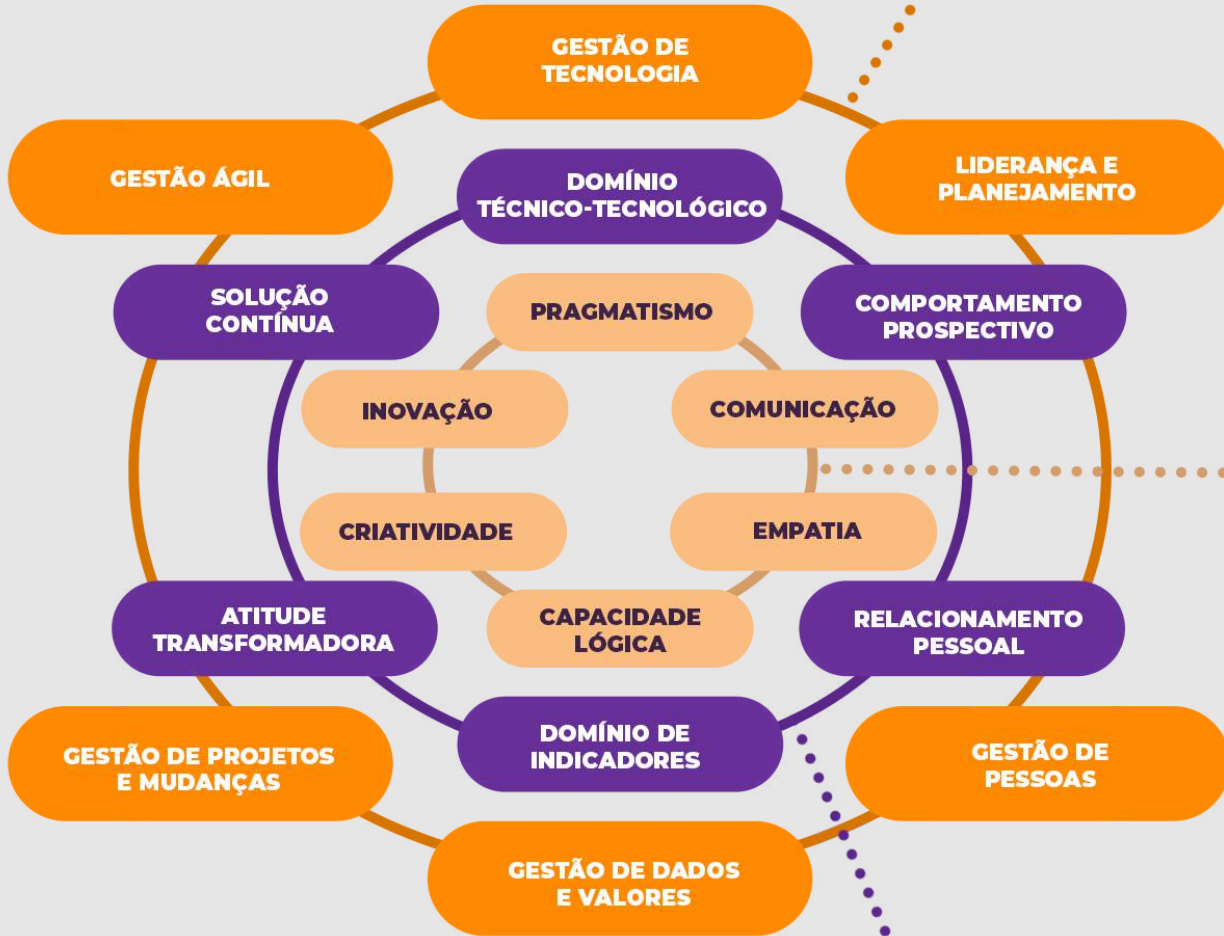 GESTÃO DE
TECNOLOGIA
GESTÃO ÁGIL
LIDERANÇA E
PLANEJAMENTO
DOMÍNIO
TÉCNICO-TECNOLÓGICO
SOLUÇÃO
CONTÍNUA
COMPORTAMENTO
PROSPECTIVO
PRAGMATISMO
INOVAÇÃO
COMUNICAÇÃO
CRIATIVIDADE
EMPATIA
CAPACIDADE
LÓGICA
ATITUDE
TRANSFORMADORA
RELACIONAMENTO
PESSOAL
DOMÍNIO DE
INDICADORES
GESTÃO DE PROJETOS
E MUDANÇAS
GESTÃO DE
PESSOAS
GESTÃO DE DADOS
E VALORES